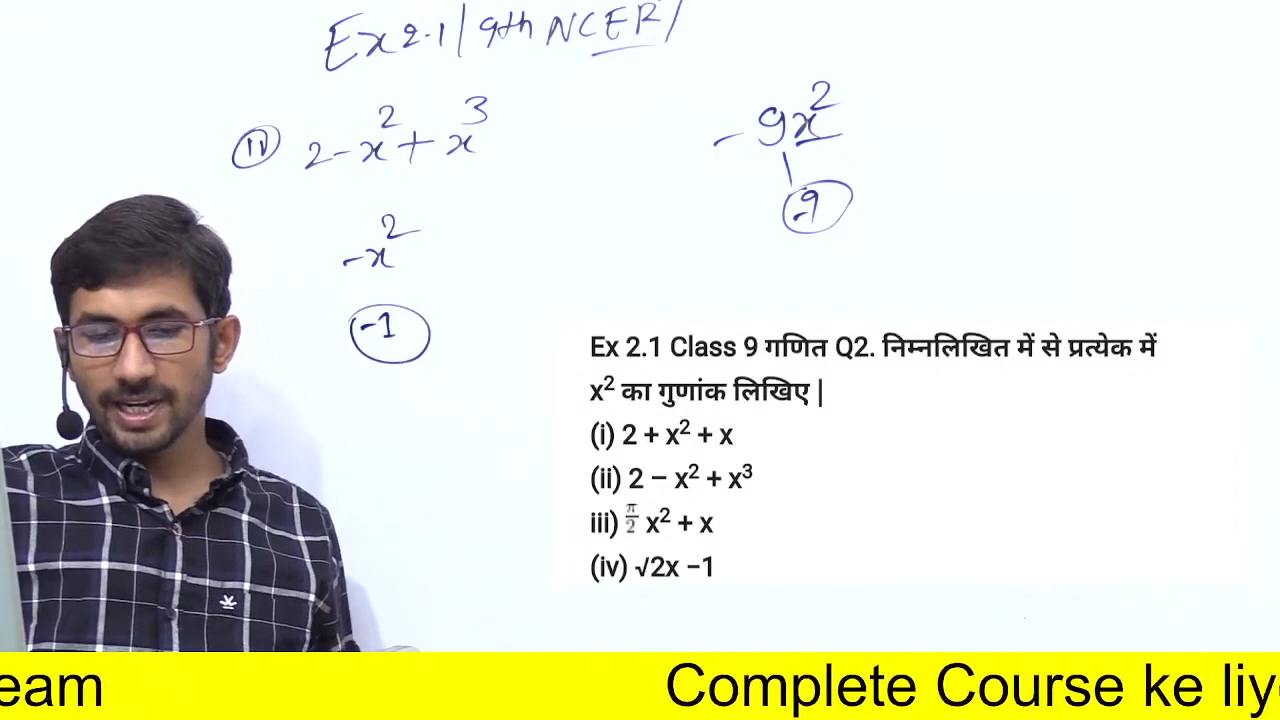 Ex 2.1 / 9th NCER/
(ii) 2-x²+x³
-x²
-1
-9x²
-9
Ex 2.1 Class 9 गणित Q2. निम्नलिखित में से प्रत्येक में
x² का गुणांक लिखिए |
(i) 2 + x² + x
(ii) 2 − x² + x³
iii) π/2 x² + x
(iv) √2x −1
eam
Complete Course ke liy